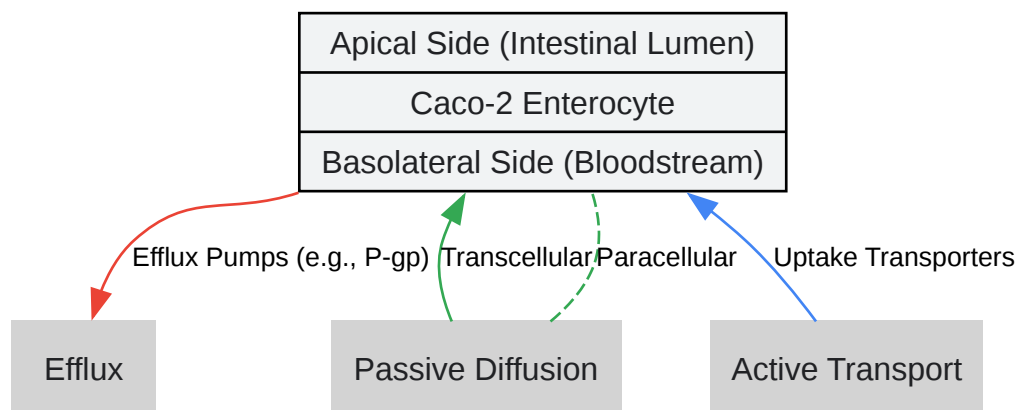 Apical Side (Intestinal Lumen)
Caco-2 Enterocyte
Basolateral Side (Bloodstream)
Efflux Pumps (e.g., P-gp)
Transcellular
Paracellular
Uptake Transporters
Efflux
Passive Diffusion
Active Transport